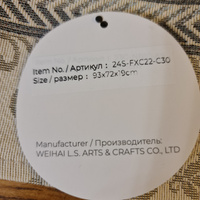 Item No. / Артикул : 24S-FXC22-C30
Size / размер : 93x72x19cm
Manufacturer / Производитель:
WEIHAI L.S. ARTS & CRAFTS CO., LTD